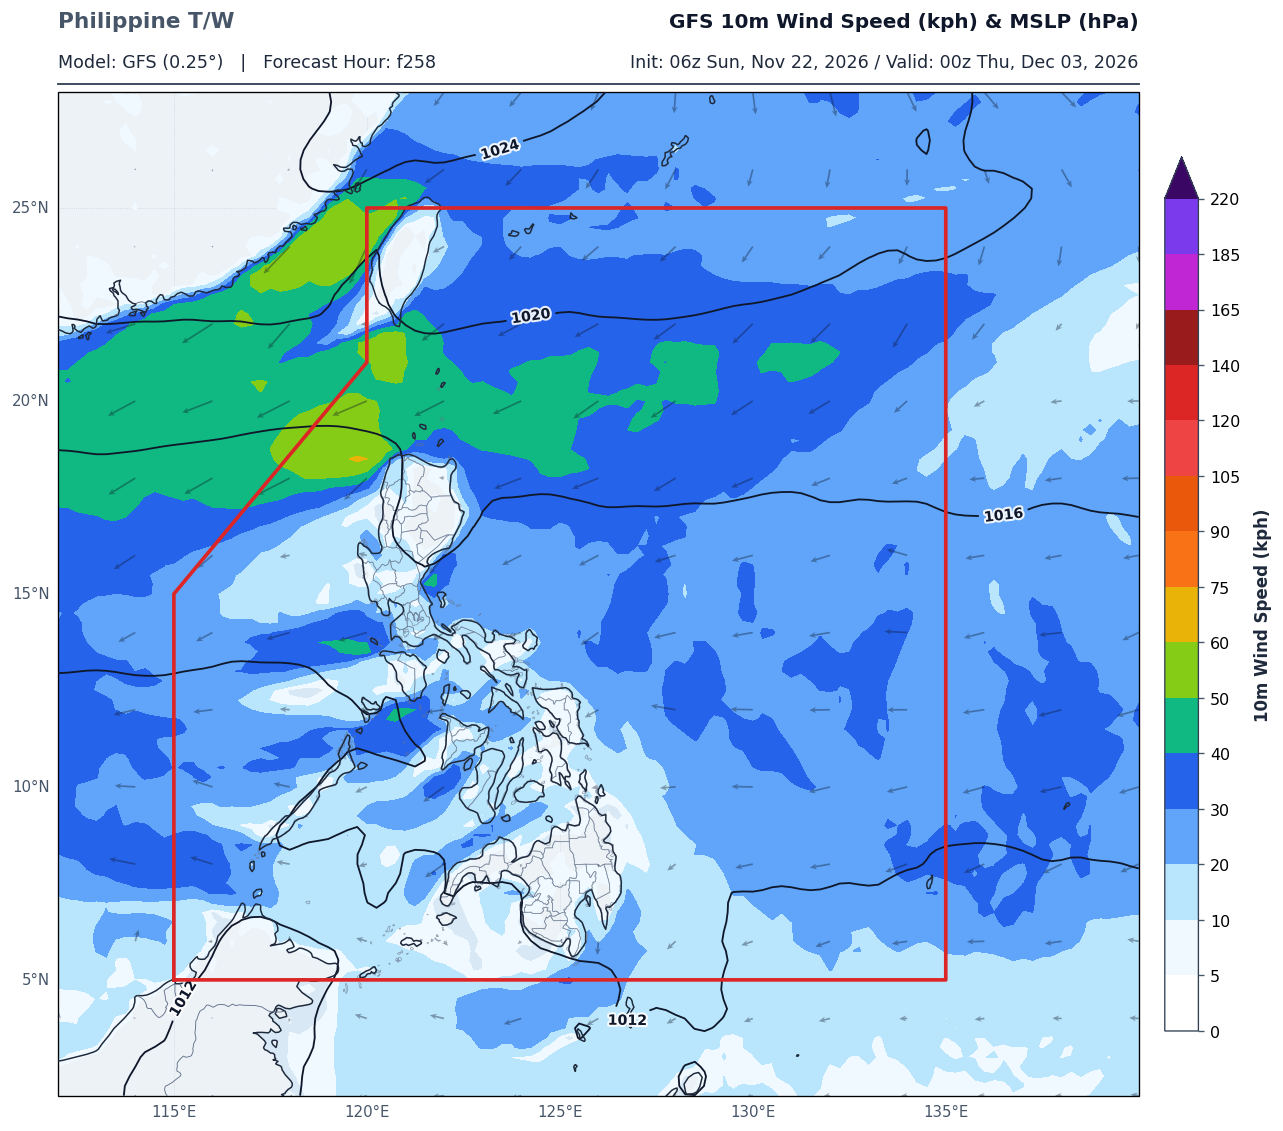 Philippine T/W
GFS 10m Wind Speed (kph) & MSLP (hPa)
Model: GFS (0.25°) | Forecast Hour: f258
Init: 06z Sun, Nov 22, 2026 / Valid: 00z Thu, Dec 03, 2026
1024
1020
1016
1012
1012
25°N
20°N
15°N
10°N
5°N
115°E
120°E
125°E
130°E
135°E
220
185
165
140
120
105
90
75
60
50
40
30
20
10
5
0
10m Wind Speed (kph)